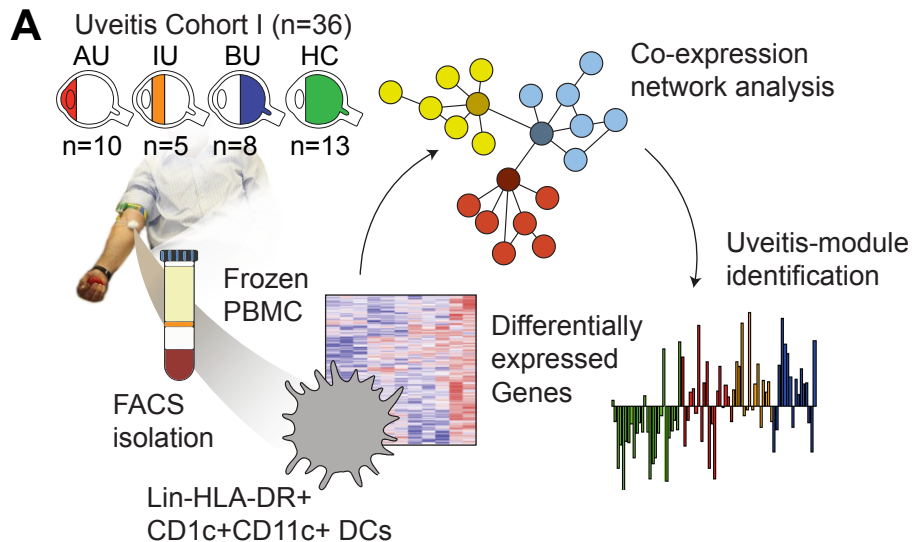 A
Uveitis Cohort I (n=36)
AU IU BU HC
n=10 n=5 n=8 n=13
Co-expression
network analysis
Uveitis-module
identification
Frozen
PBMC
Differentially
expressed
Genes
FACS
isolation
Lin-HLA-DR+
CD1c+CD11c+ DCs